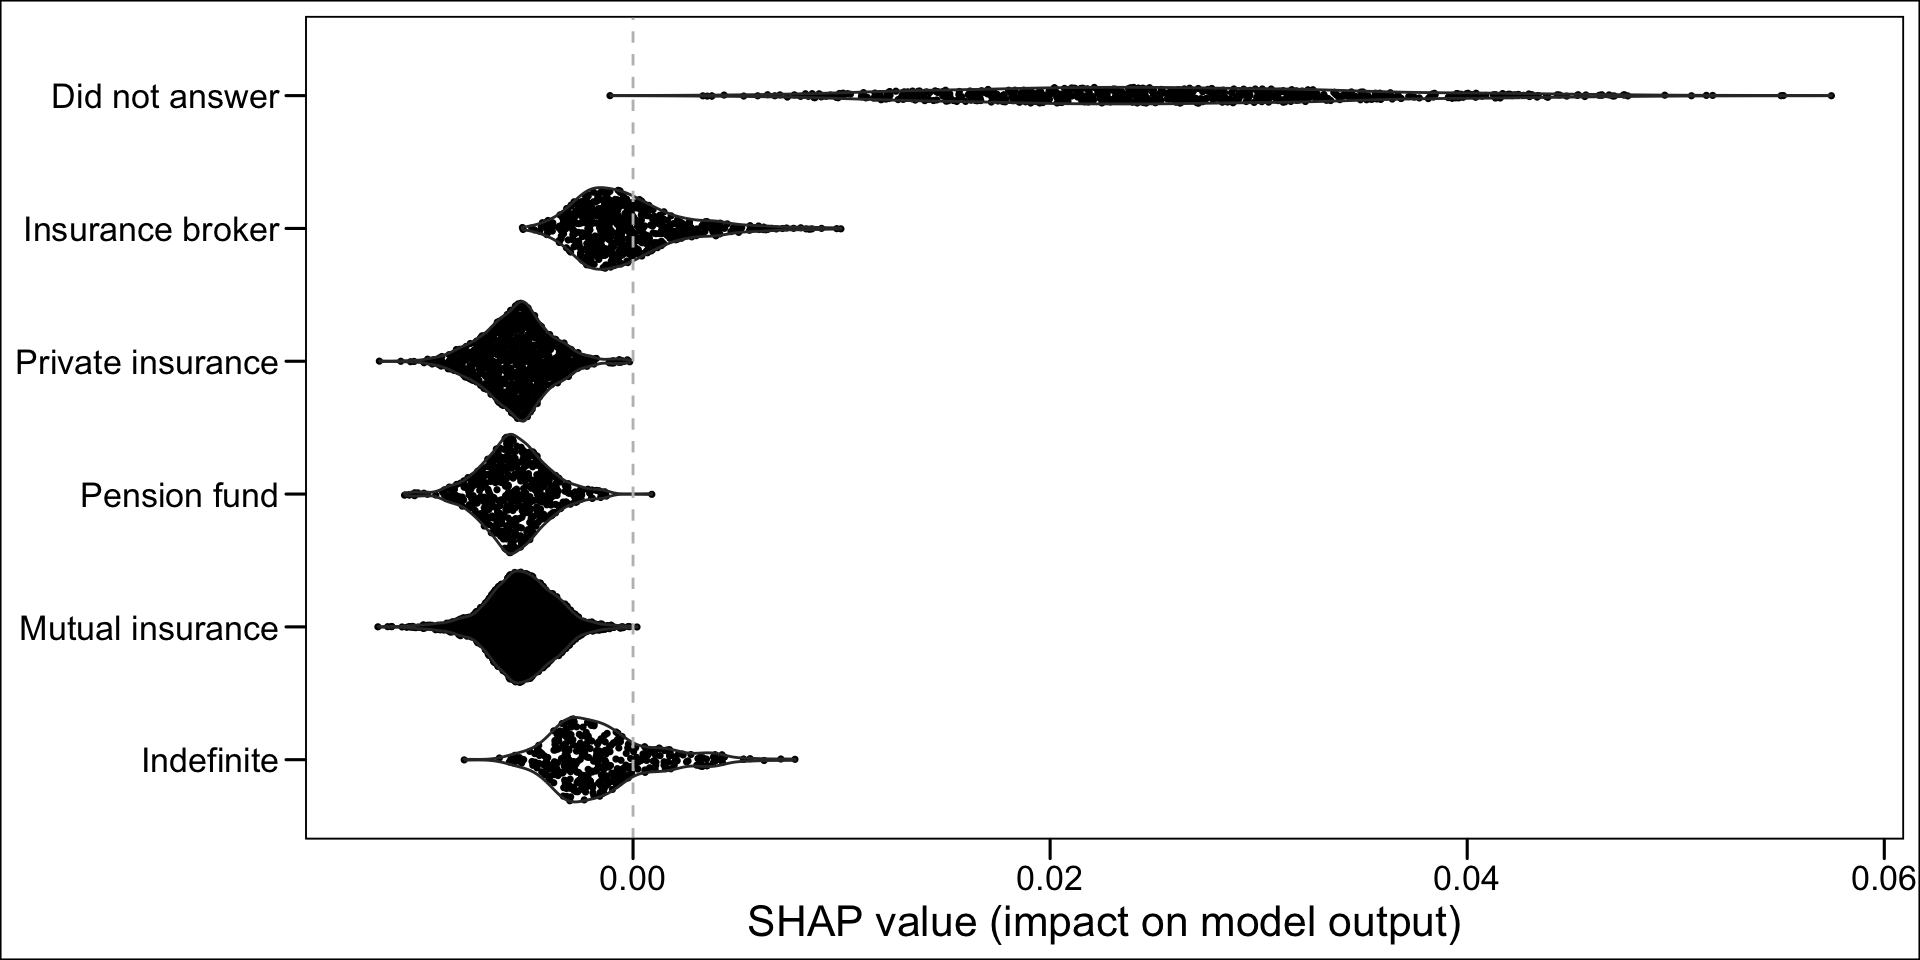 Did not answer
Insurance broker
Private insurance
Pension fund
Mutual insurance
Indefinite
0.00 0.02 0.04 0.06
SHAP value (impact on model output)